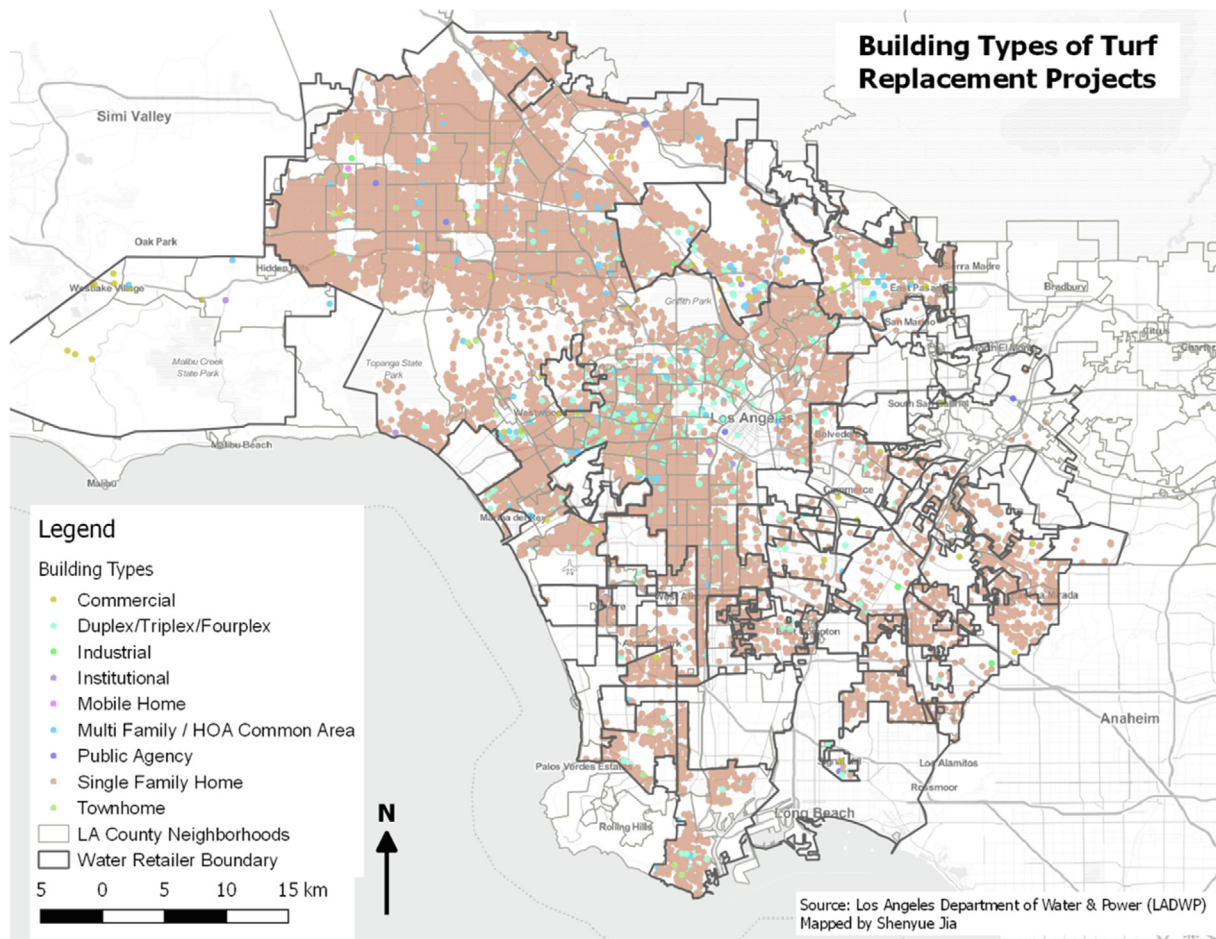 Building Types of Turf
Replacement Projects
Simi Valley
Oak Park
Hidden Hills
Westlake Village
Malibu Creek
State Park
Topanga State
Park
Griffith Park
Sierra Madre
East Pasadena
Bradbury
San Marino
Citrus
Westwood
Los Angeles
South San Gabriel
Belvedere
Malibu Beach
Malibu
Commerce
Marina del Rey
Legend
Building Types
Commercial
Duplex/Triplex/Fourplex
Industrial
Institutional
Mobile Home
Multi Family / HOA Common Area
Public Agency
Single Family Home
Townhome
LA County Neighborhoods
Water Retailer Boundary
5 0 5 10 15 km
N
Anaheim
Palos Verdes Estates
Los Alamitos
Rossmoor
Long Beach
Rolling Hills
Source: Los Angeles Department of Water & Power (LADWP)
Mapped by Shenyue Jia